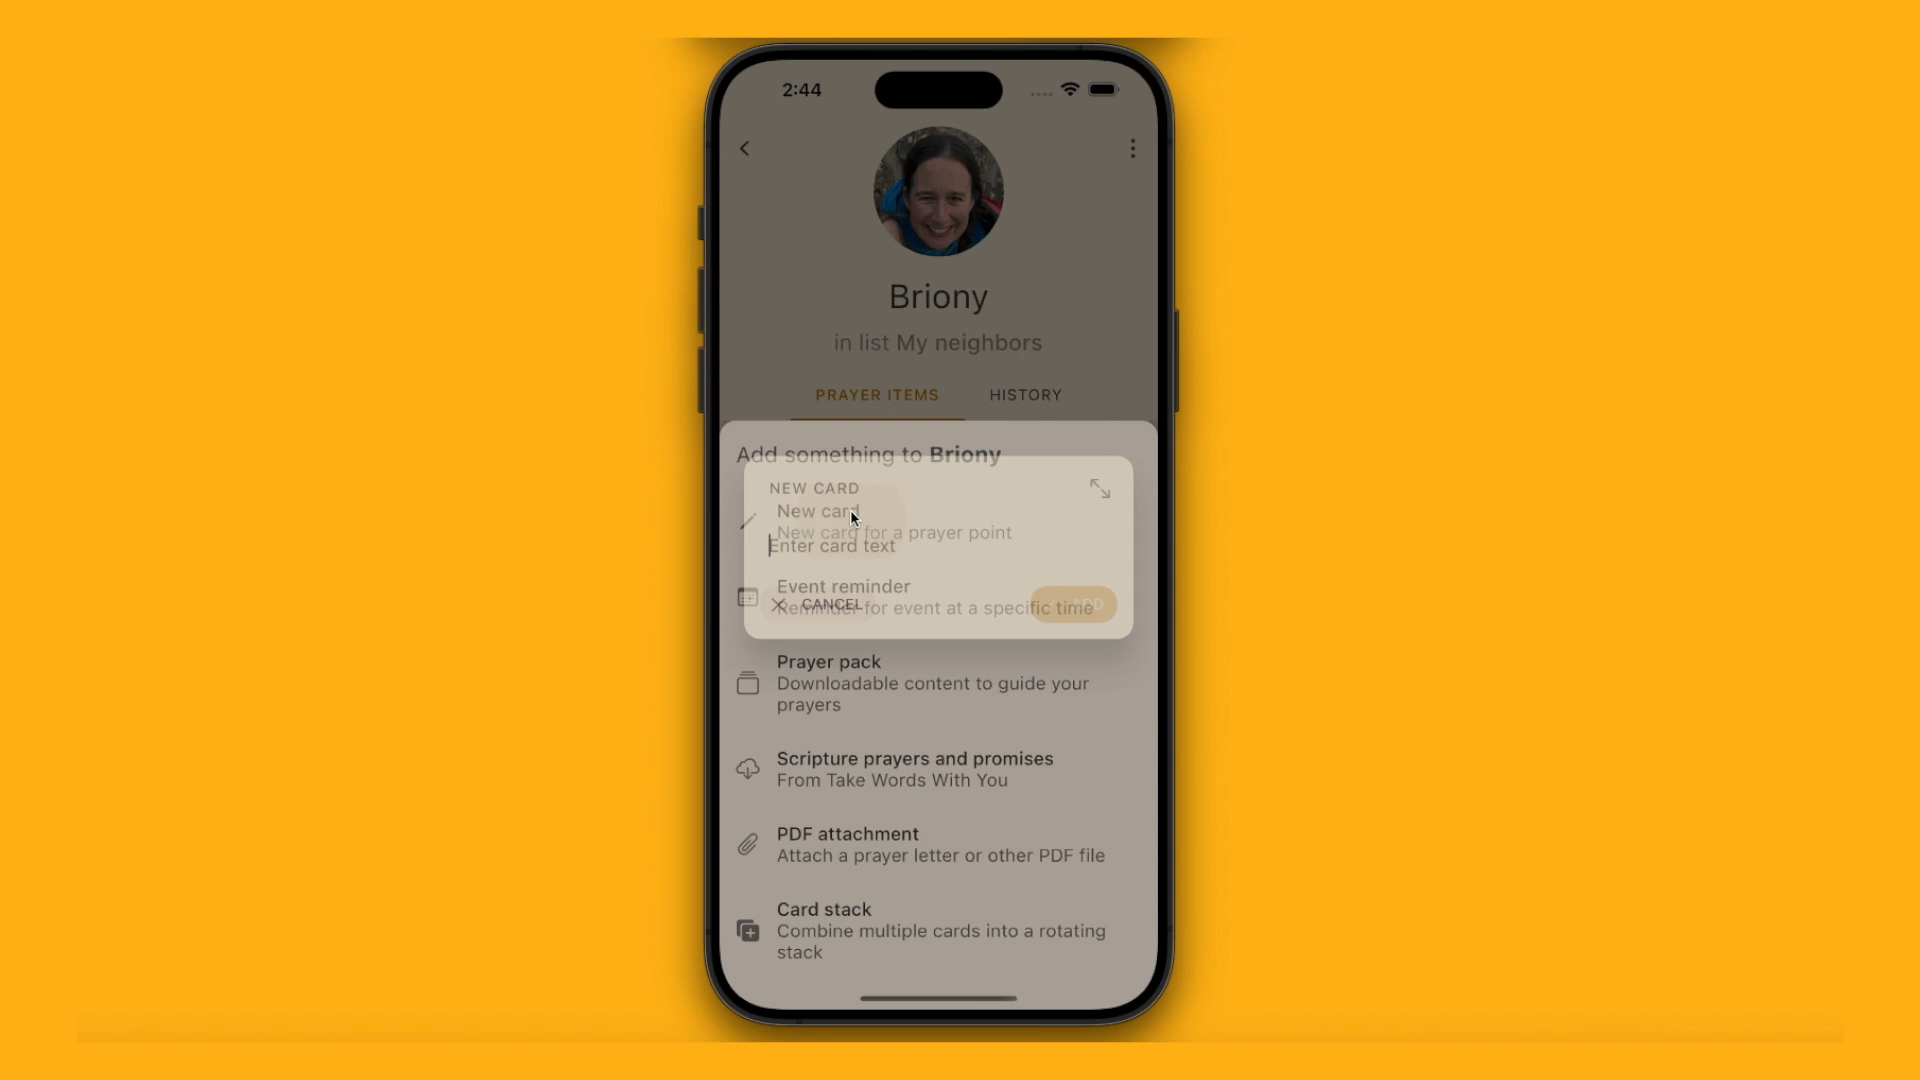 2:44
Briony
in list My neighbors
PRAYER ITEMS HISTORY
Add something to Briony
NEW CARD
New card
New card for a prayer point
Enter card text
Event reminder
CANCEL ADD
Reminder for event at a specific time
Prayer pack
Downloadable content to guide your
prayers
Scripture prayers and promises
From Take Words With You
PDF attachment
Attach a prayer letter or other PDF file
Card stack
Combine multiple cards into a rotating
stack